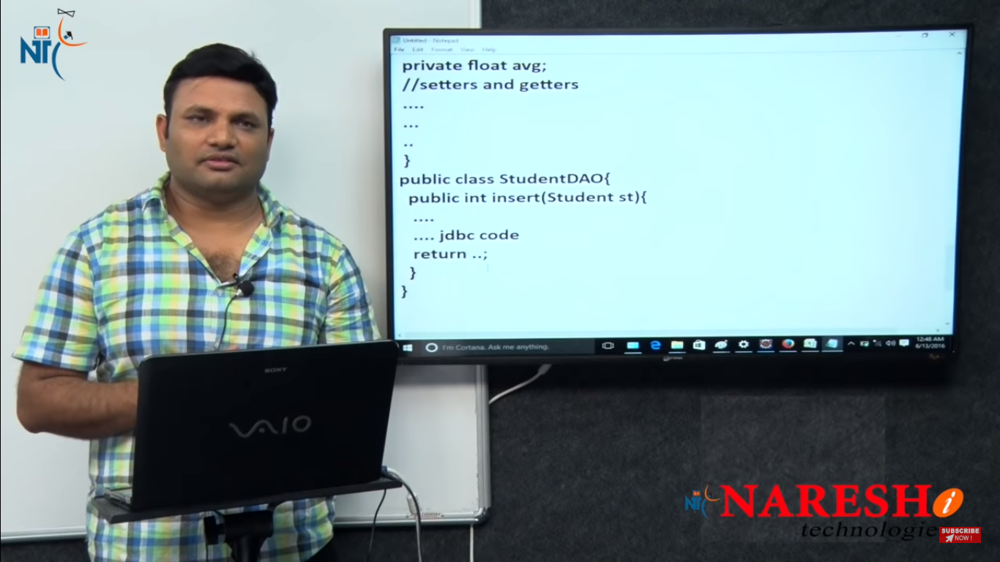 NT
Untitled - Notepad
File Edit Format View Help
private float avg;
//setters and getters
....
...
..
}
public class StudentDAO{
public int insert(Student st){
....
.... jdbc code
return ..;
}
}
I'm Cortana. Ask me anything.
12:48 AM
6/13/2016
SONY
VAIO
NT NARESH i
technologie
SUBSCRIBE
NOW !